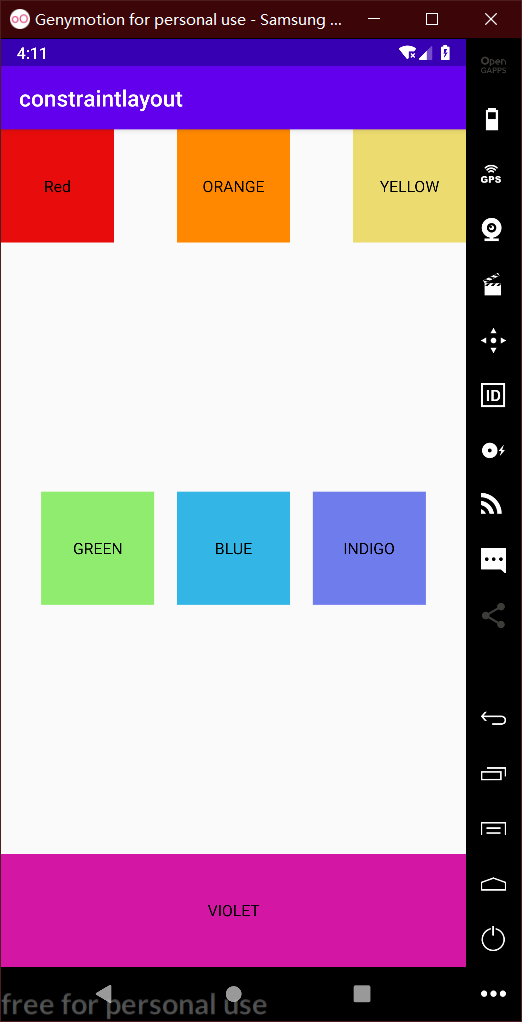 Genymotion for personal use - Samsung ...
4:11
Open
GAPPS
constraintlayout
Red
ORANGE
YELLOW
GPS
ID
GREEN
BLUE
INDIGO
VIOLET
free for personal use